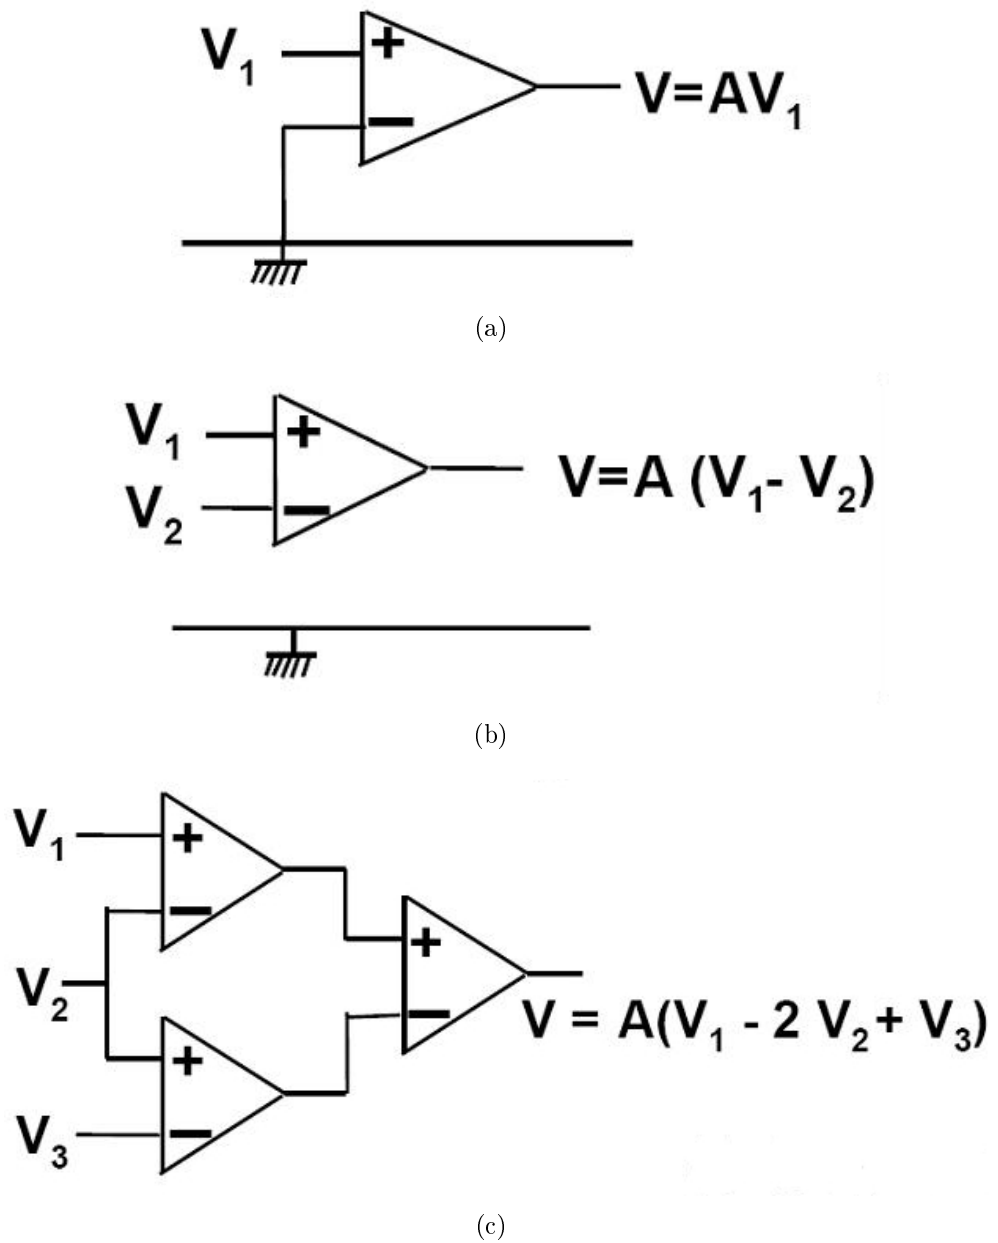 V₁
+
−
V=AV₁
(a)
V₁
+
V₂
−
V=A (V₁- V₂)
(b)
V₁
+
−
V₂
+
−
V = A(V₁ - 2 V₂+ V₃)
+
V₃
−
(c)